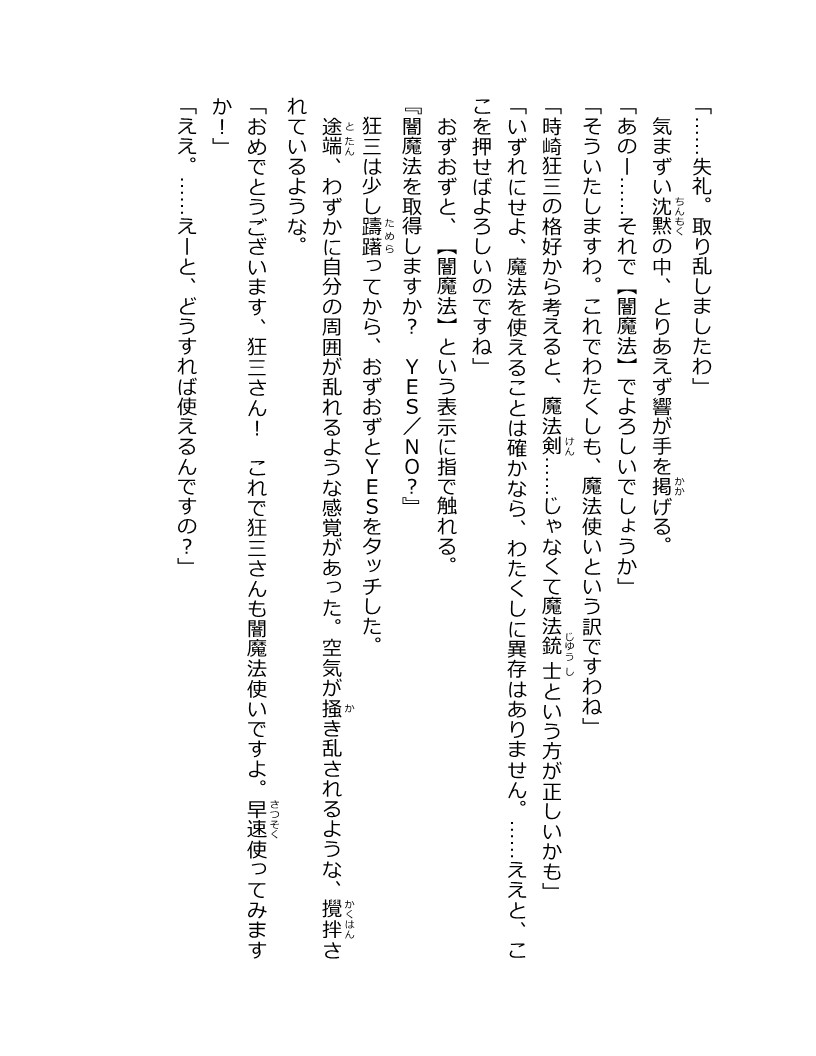 「……失礼。取り乱しましたわ」
　気まずい沈黙の中、とりあえず響が手を掲げる。
「あのー……それで【闇魔法】でよろしいでしょうか」
「そういたしますわ。これでわたくしも、魔法使いという訳ですわね」
「時崎狂三の格好から考えると、魔法剣……じゃなくて魔法銃士という方が正しいかも」
「いずれにせよ、魔法を使えることは確かなら、わたくしに異存はありません。……ええと、こ
こを押せばよろしいのですね」
　おずおずと、【闇魔法】という表示に指で触れる。
『闇魔法を取得しますか？　ＹＥＳ／ＮＯ？』
　狂三は少し躊躇ってから、おずおずとＹＥＳをタッチした。
　途端、わずかに自分の周囲が乱れるような感覚があった。空気が掻き乱されるような、攪拌さ
れているような。
「おめでとうございます、狂三さん！　これで狂三さんも闇魔法使いですよ。早速使ってみます
か！」
「ええ。……えーと、どうすれば使えるんですの？」